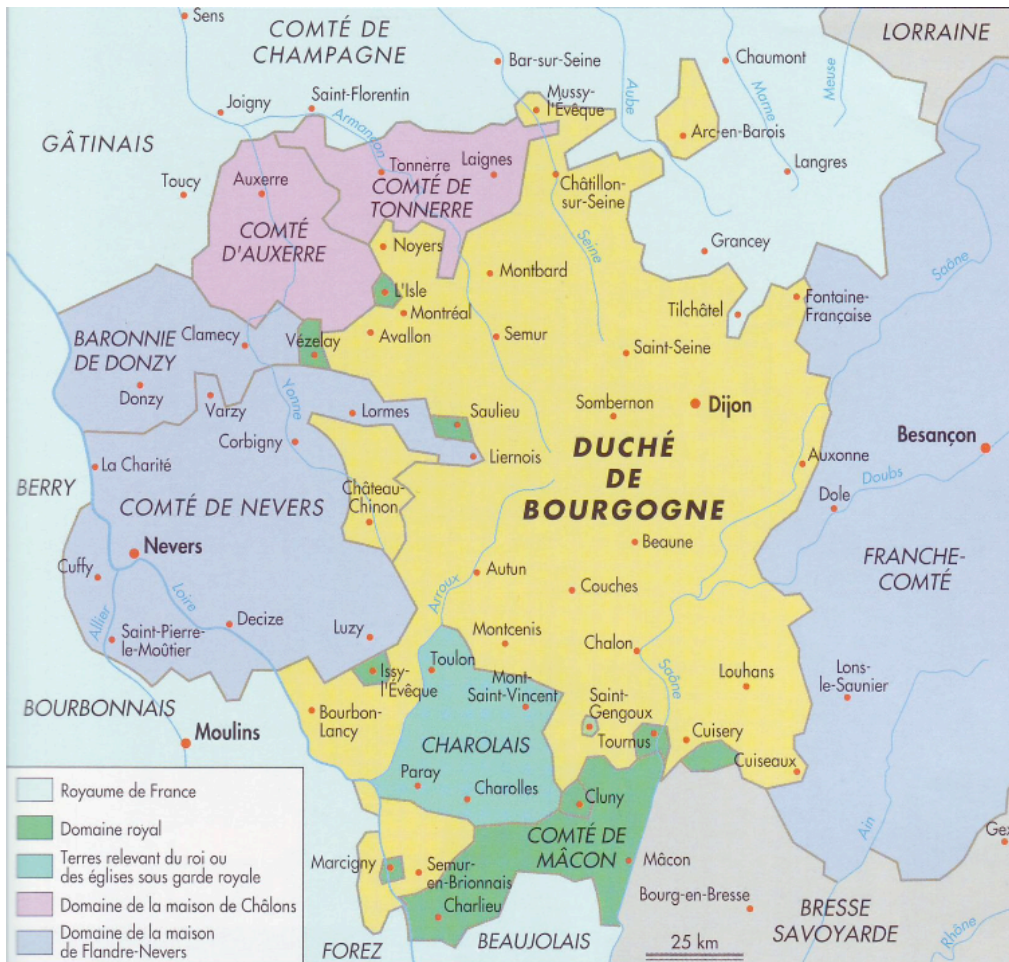 Sens
COMTÉ DE
CHAMPAGNE
LORRAINE
Bar-sur-Seine
Chaumont
Meuse
Marne
Aube
Mussy-
l'Évêque
Joigny
Saint-Florentin
Armançon
Arc-en-Barois
GÂTINAIS
Langres
Toucy
Auxerre
Tonnerre
Laignes
COMTÉ DE
TONNERRE
Châtillon-
sur-Seine
COMTÉ
D'AUXERRE
Noyers
Seine
Grancey
Saône
Montbard
L'Isle
Montréal
Tilchâtel
Fontaine-
Française
BARONNIE
DE DONZY
Clamecy
Vézelay
Avallon
Semur
Saint-Seine
Donzy
Varzy
Yonne
Lormes
Saulieu
Sombernon
Dijon
Corbigny
Liernois
DUCHÉ
DE
BOURGOGNE
Besançon
La Charité
Auxonne
Doubs
BERRY
COMTÉ DE NEVERS
Château-
Chinon
Dole
Nevers
Beaune
FRANCHE-
COMTÉ
Cuffy
Loire
Autun
Arroux
Couches
Allier
Decize
Luzy
Saint-Pierre-
le-Moûtier
Montcenis
Chalon
Toulon
Saône
Louhans
Issy-
l'Évêque
Mont-
Saint-Vincent
Lons-
le-Saunier
BOURBONNAIS
Bourbon-
Lancy
Saint-
Gengoux
Moulins
CHAROLAIS
Tournus
Cuisery
Cuiseaux
Paray
Charolles
Cluny
Ain
Gex
COMTÉ DE
MÂCON
Mâcon
Marcigny
Semur-
en-Brionnais
Bourg-en-Bresse
Charlieu
BRESSE
SAVOYARDE
Rhône
FOREZ
BEAUJOLAIS
25 km
Royaume de France
Domaine royal
Terres relevant du roi ou
des églises sous garde royale
Domaine de la maison de Châlons
Domaine de la maison
de Flandre-Nevers